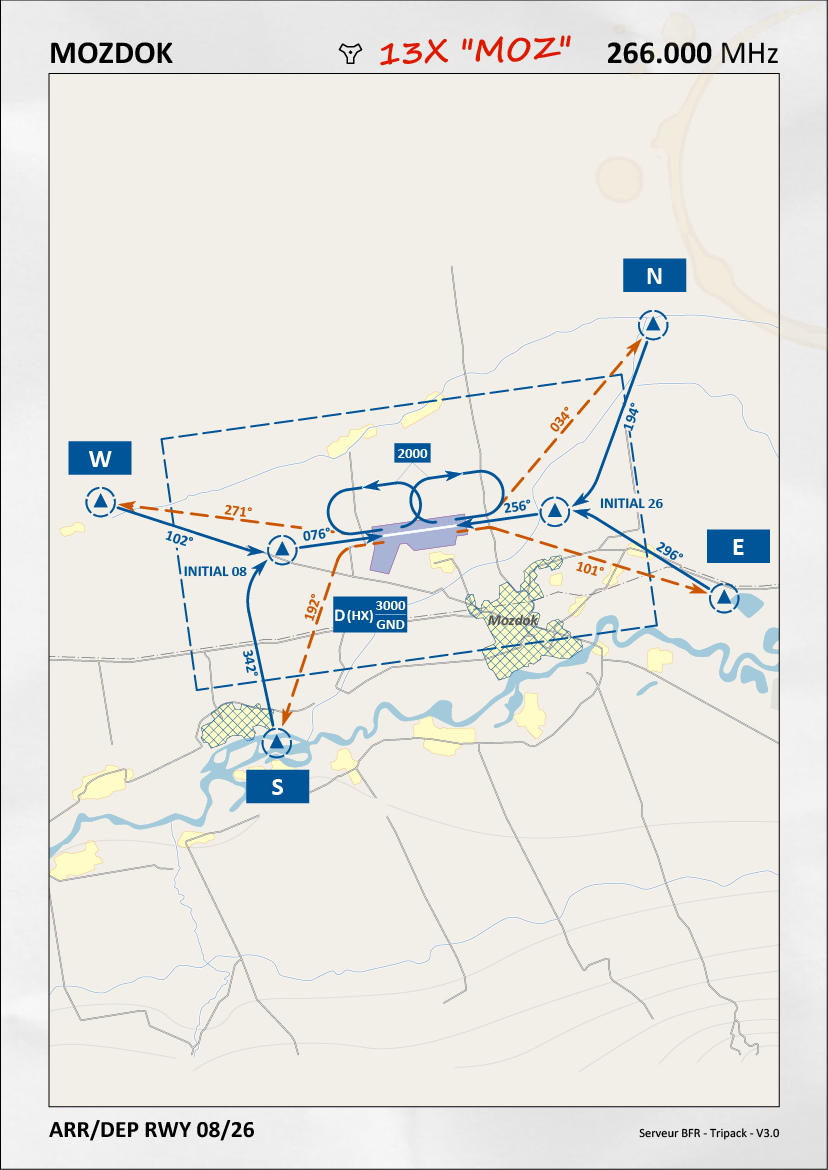 MOZDOK
13X "MOZ"
266.000 MHz
N
034°
194°
W
2000
271°
256°
INITIAL 26
102°
076°
E
296°
INITIAL 08
101°
192°
D(HX) 3000
GND
Mozdok
342°
S
ARR/DEP RWY 08/26
Serveur BFR - Tripack - V3.0